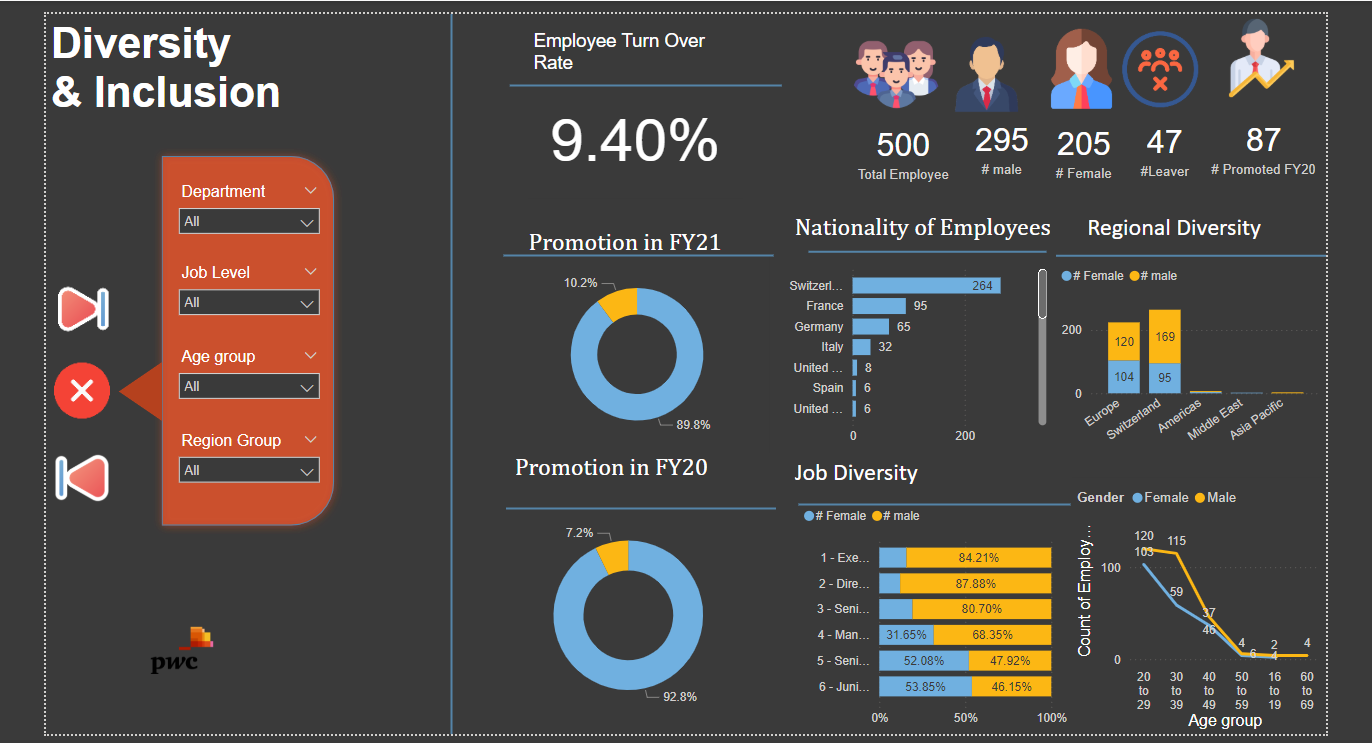 Diversity
& Inclusion
Department
All
Job Level
All
Age group
All
Region Group
All
pwc
Employee Turn Over
Rate
9.40%
500
Total Employee
295
# male
205
# Female
47
#Leaver
87
# Promoted FY20
Promotion in FY21
10.2%
89.8%
Nationality of Employees
Switzerl... 264
France 95
Germany 65
Italy 32
United ... 8
Spain 6
United ... 6
0 200
Regional Diversity
# Female # male
200
0
120 169
104 95
Europe Switzerland Americas Middle East Asia Pacific
Promotion in FY20
7.2%
92.8%
Job Diversity
# Female # male
1 - Exe... 84.21%
2 - Dire... 87.88%
3 - Seni... 80.70%
4 - Man... 31.65% 68.35%
5 - Seni... 52.08% 47.92%
6 - Juni... 53.85% 46.15%
0% 50% 100%
Gender Female Male
Count of Employ...
100
0
120 115
103
59
37
46
4 6 2 4 4
20 to 29
30 to 39
40 to 49
50 to 59
16 to 19
60 to 69
Age group